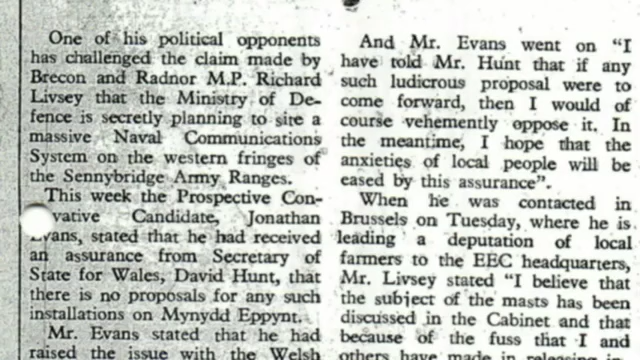 One of his political opponents
has challenged the claim made by
Brecon and Radnor M.P. Richard
Livsey that the Ministry of De-
fence is secretly planning to site a
massive Naval Communications
System on the western fringes of
the Sennybridge Army Ranges.
This week the Prospective Con-
vative Candidate, Jonathan
Evans, stated that he had received
an assurance from Secretary of
State for Wales, David Hunt, that
there is no proposals for any such
installations on Mynydd Eppynt.
Mr. Evans stated that he had
raised the issue with the Welsh
And Mr. Evans went on “I
have told Mr. Hunt that if any
such ludicrous proposal were to
come forward, then I would of
course vehemently oppose it. In
the meantime, I hope that the
anxieties of local people will be
eased by this assurance”.
When he was contacted in
Brussels on Tuesday, where he is
leading a deputation of local
farmers to the EEC headquarters,
Mr. Livsey stated “I believe that
the subject of the masts has been
discussed in the Cabinet and that
because of the fuss that I and
others have made in releasing